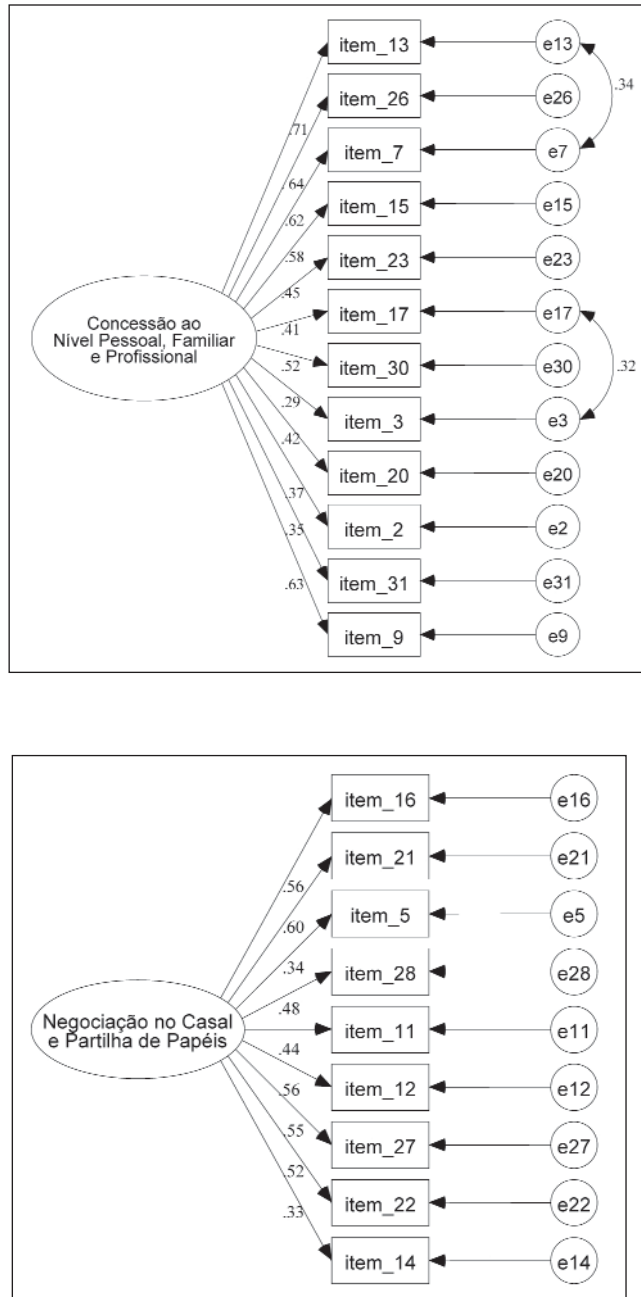 item_13
e13
.34
item_26
e26
.71
item_7
e7
.64
item_15
e15
.62
.58
item_23
e23
.45
item_17
e17
Concessão ao
Nível Pessoal, Familiar
e Profissional
.41
.52
item_30
e30
.32
.29
item_3
e3
.42
item_20
e20
.37
item_2
e2
.35
item_31
e31
.63
item_9
e9
item_16
e16
item_21
e21
.56
.60
item_5
e5
.34
item_28
e28
.48
Negociação no Casal
e Partilha de Papéis
item_11
e11
.44
item_12
e12
.56
.55
item_27
e27
.52
item_22
e22
.33
item_14
e14